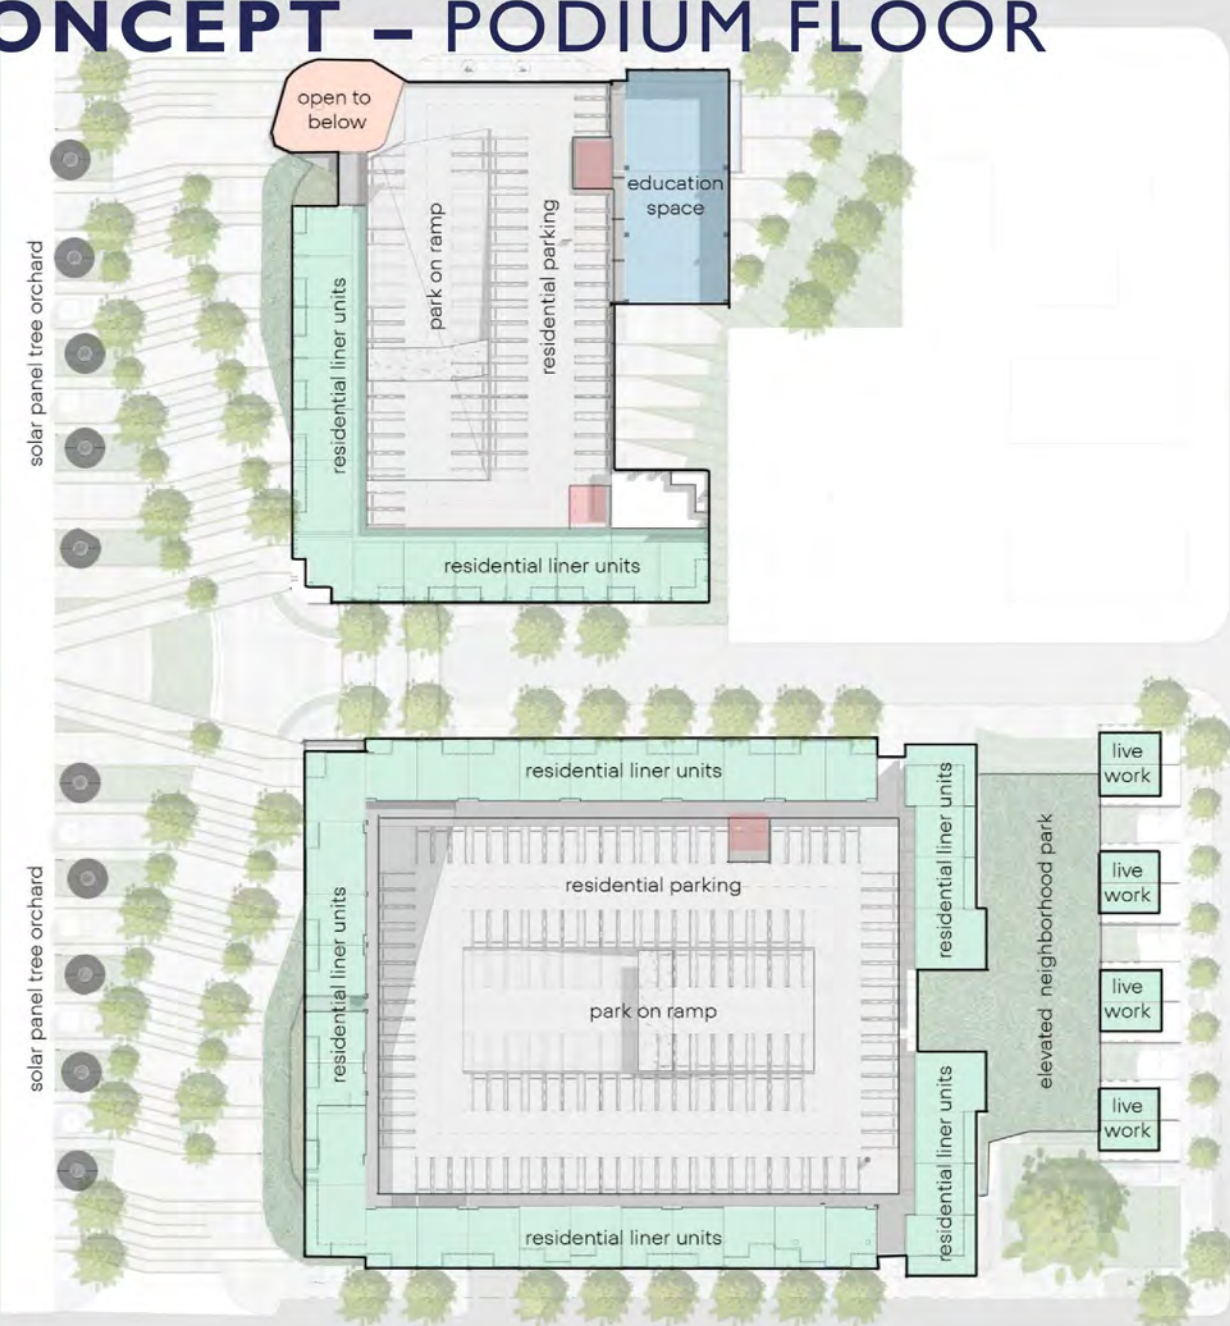 ONCEPT – PODIUM FLOOR
open to
below
education
space
solar panel tree orchard
residential liner units
park on ramp
residential parking
residential liner units
residential liner units
residential liner units
live
work
residential parking
elevated neighborhood park
live
work
solar panel tree orchard
residential liner units
park on ramp
live
work
residential liner units
live
work
residential liner units